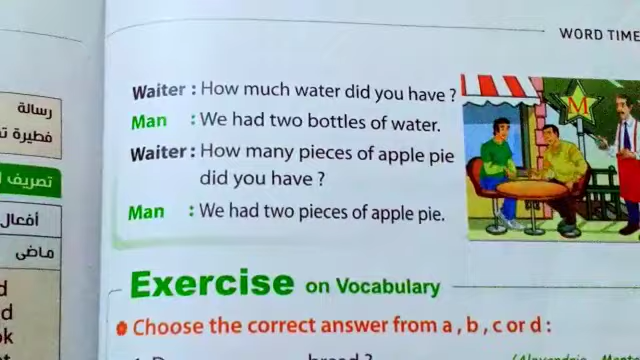 WORD TIME
Waiter : How much water did you have ?
Man : We had two bottles of water.
Waiter : How many pieces of apple pie
did you have ?
Man : We had two pieces of apple pie.
M
Exercise on Vocabulary
Choose the correct answer from a , b , c or d :
bread ?
رسالة
فطيرة
تصريف
أفعال
ماضى